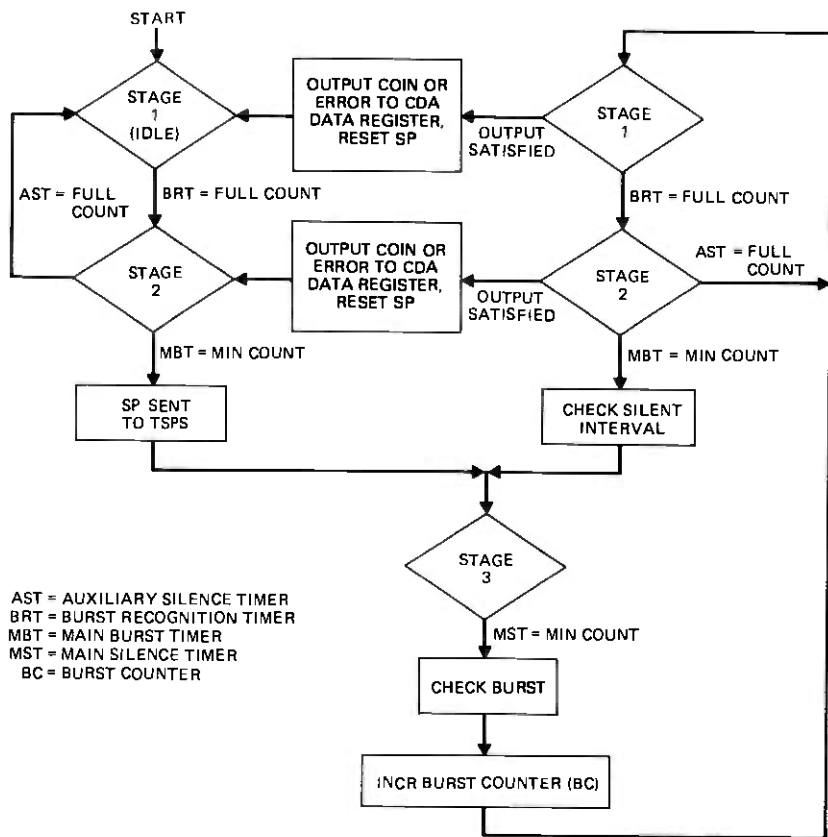 START
STAGE
1
(IDLE)
OUTPUT COIN OR
ERROR TO CDA
DATA REGISTER,
RESET SP
OUTPUT
SATISFIED
STAGE
1
AST = FULL
COUNT
BRT = FULL COUNT
BRT = FULL COUNT
STAGE
2
OUTPUT COIN OR
ERROR TO CDA
DATA REGISTER,
RESET SP
OUTPUT
SATISFIED
STAGE
2
AST = FULL
COUNT
MBT = MIN COUNT
MBT = MIN COUNT
SP SENT
TO TSPS
CHECK SILENT
INTERVAL
STAGE
3
MST = MIN COUNT
CHECK BURST
INCR BURST COUNTER (BC)
AST = AUXILIARY SILENCE TIMER
BRT = BURST RECOGNITION TIMER
MBT = MAIN BURST TIMER
MST = MAIN SILENCE TIMER
BC = BURST COUNTER